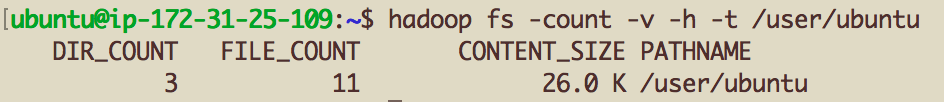 [ubuntu@ip-172-31-25-109:~$ hadoop fs -count -v -h -t /user/ubuntu
DIR_COUNT FILE_COUNT CONTENT_SIZE PATHNAME
3 11 26.0 K /user/ubuntu